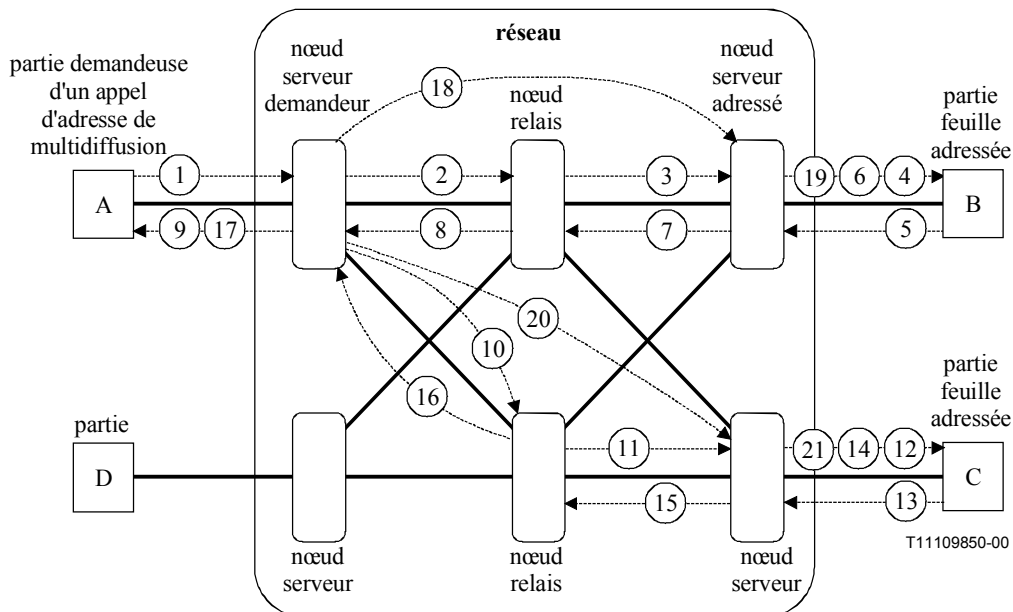 réseau
partie demandeuse
d'un appel
d'adresse de
multidiffusion
nœud
serveur
demandeur
18
nœud
relais
nœud
serveur
adressé
partie
feuille
adressée
1
2
3
19
6
4
A
B
9
17
8
7
5
20
10
16
partie
partie
feuille
adressée
11
21
14
12
D
C
15
13
nœud
serveur
nœud
relais
nœud
serveur
T11109850-00